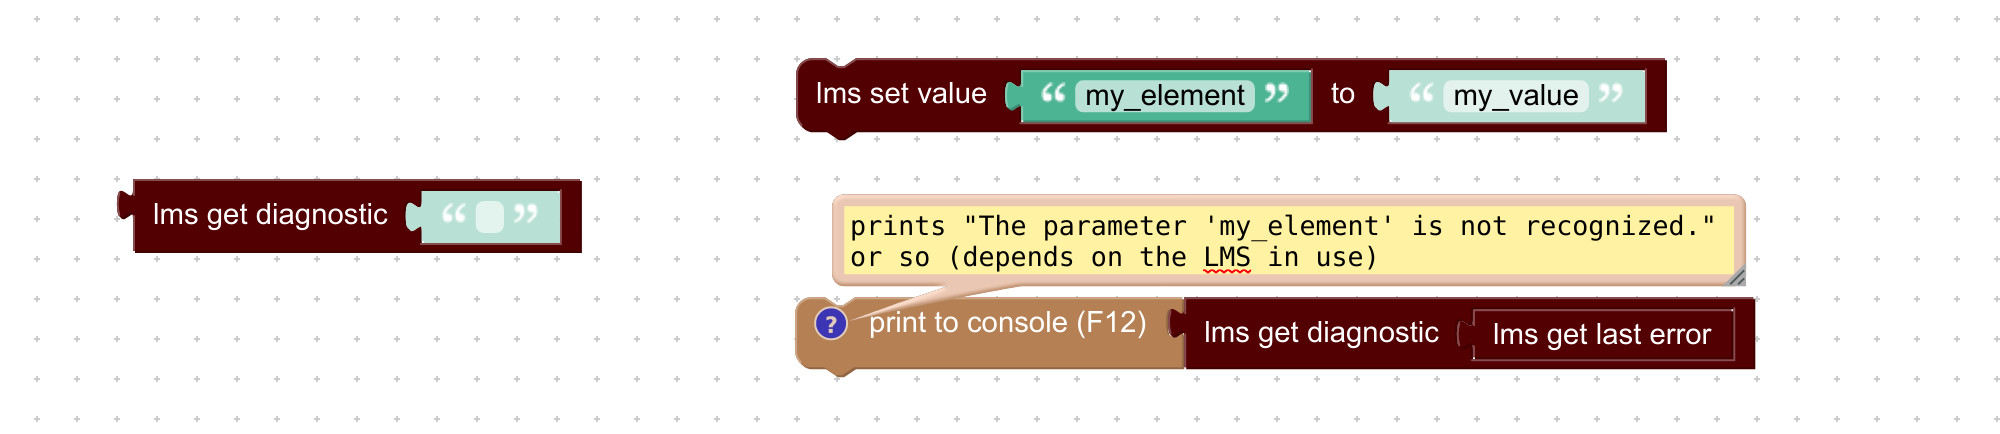 lms set value “ my_element ” to “ my_value ”
lms get diagnostic “ ”
prints "The parameter 'my_element' is not recognized."
or so (depends on the LMS in use)
? print to console (F12) lms get diagnostic lms get last error